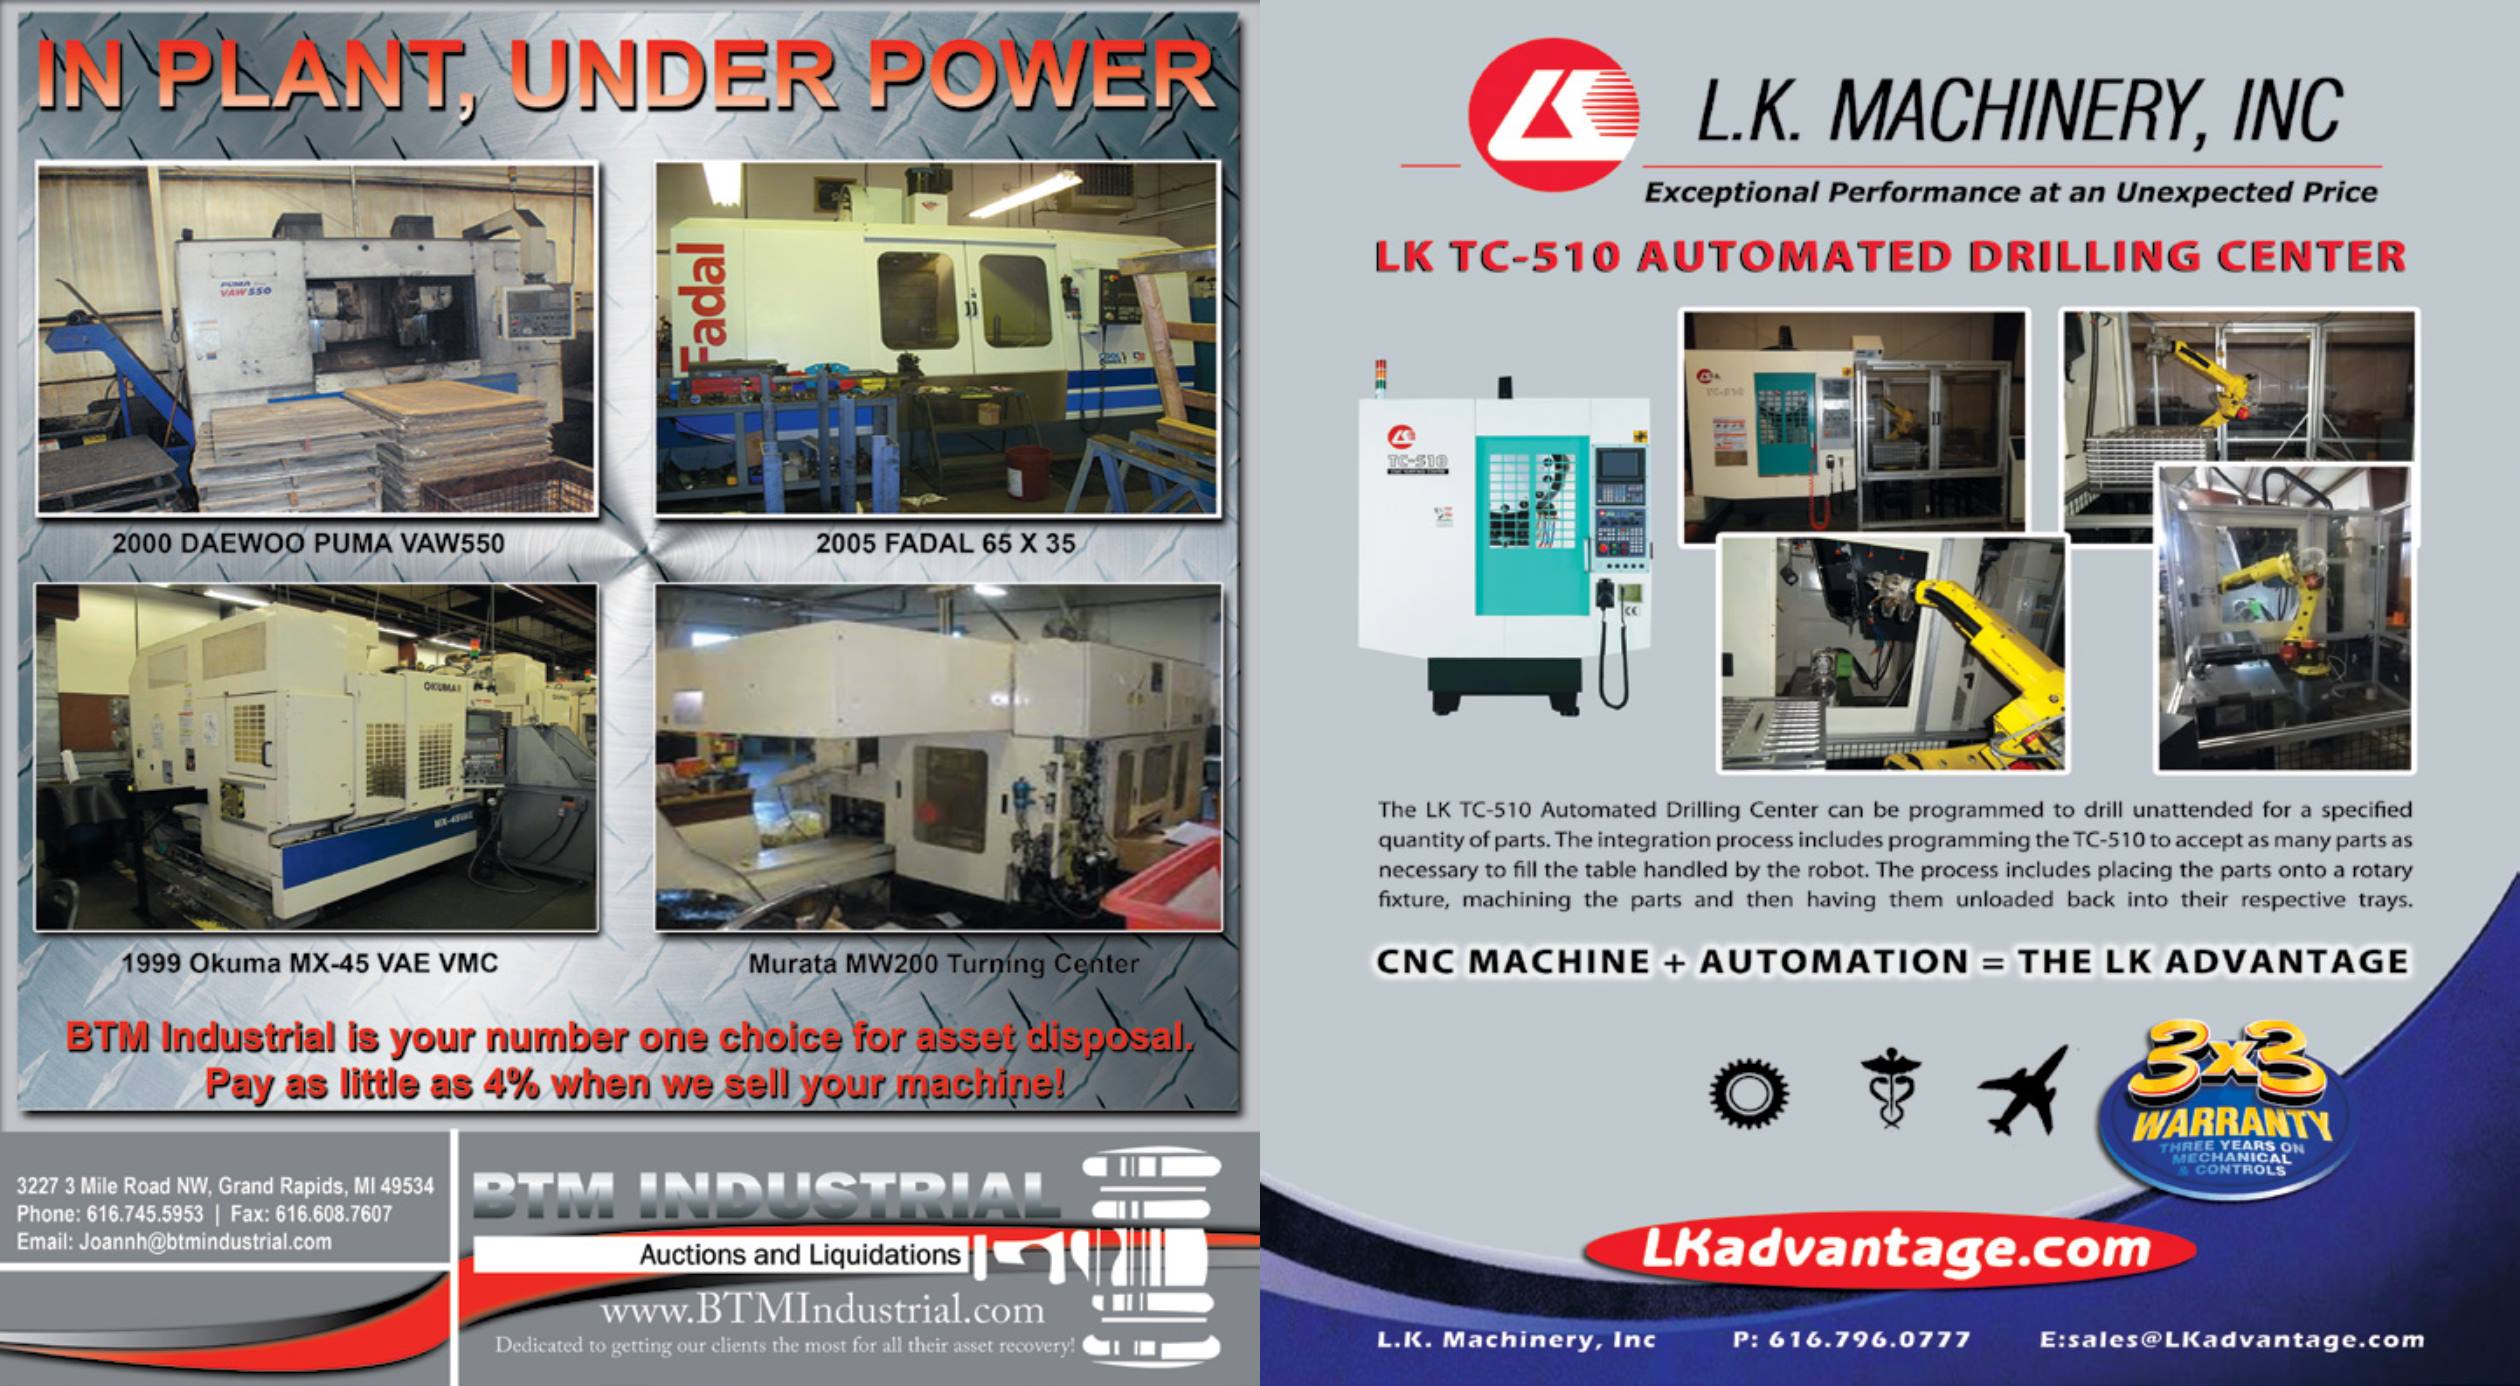 IN PLANT, UNDER POWER
PUMA
VAW550
Fadal
2000 DAEWOO PUMA VAW550
2005 FADAL 65 X 35
OKUMA
MX-45VAE
1999 Okuma MX-45 VAE VMC
Murata MW200 Turning Center
BTM Industrial is your number one choice for asset disposal.
Pay as little as 4% when we sell your machine!
3227 3 Mile Road NW, Grand Rapids, MI 49534
Phone: 616.745.5953 | Fax: 616.608.7607
Email: Joannh@btmindustrial.com
BTM INDUSTRIAL
Auctions and Liquidations
www.BTMIndustrial.com
Dedicated to getting our clients the most for all their asset recovery!
L.K. MACHINERY, INC
Exceptional Performance at an Unexpected Price
LK TC-510 AUTOMATED DRILLING CENTER
TC-510
TC-510
The LK TC-510 Automated Drilling Center can be programmed to drill unattended for a specified
quantity of parts. The integration process includes programming the TC-510 to accept as many parts as
necessary to fill the table handled by the robot. The process includes placing the parts onto a rotary
fixture, machining the parts and then having them unloaded back into their respective trays.
CNC MACHINE + AUTOMATION = THE LK ADVANTAGE
3x3
WARRANTY
THREE YEARS ON
MECHANICAL
& CONTROLS
LKadvantage.com
L.K. Machinery, Inc P: 616.796.0777 E:sales@LKadvantage.com